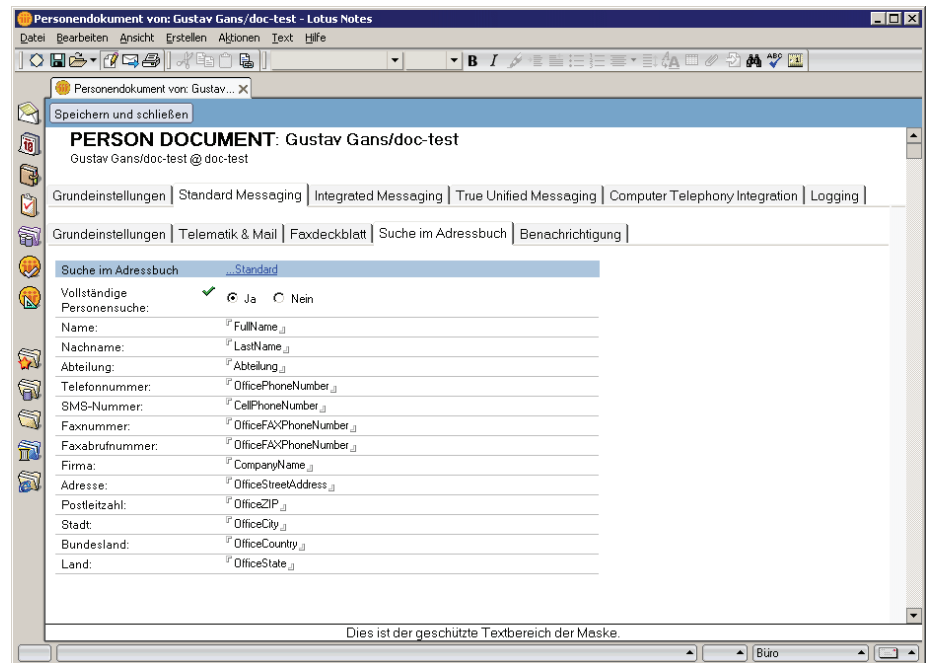 Personendokument von: Gustav Gans/doc-test - Lotus Notes
Datei Bearbeiten Ansicht Erstellen Aktionen Text Hilfe
B I ABC
Personendokument von: Gustav...
Speichern und schließen
PERSON DOCUMENT: Gustav Gans/doc-test
Gustav Gans/doc-test @ doc-test
Grundeinstellungen Standard Messaging Integrated Messaging True Unified Messaging Computer Telephony Integration Logging
Grundeinstellungen Telematik & Mail Faxdeckblatt Suche im Adressbuch Benachrichtigung
Suche im Adressbuch ...Standard
Vollständige Personensuche: Ja Nein
Name: FullName
Nachname: LastName
Abteilung: Abteilung
Telefonnummer: OfficePhoneNumber
SMS-Nummer: CellPhoneNumber
Faxnummer: OfficeFAXPhoneNumber
Faxabrufnummer: OfficeFAXPhoneNumber
Firma: CompanyName
Adresse: OfficeStreetAddress
Postleitzahl: OfficeZIP
Stadt: OfficeCity
Bundesland: OfficeCountry
Land: OfficeState
Dies ist der geschützte Textbereich der Maske.
Büro